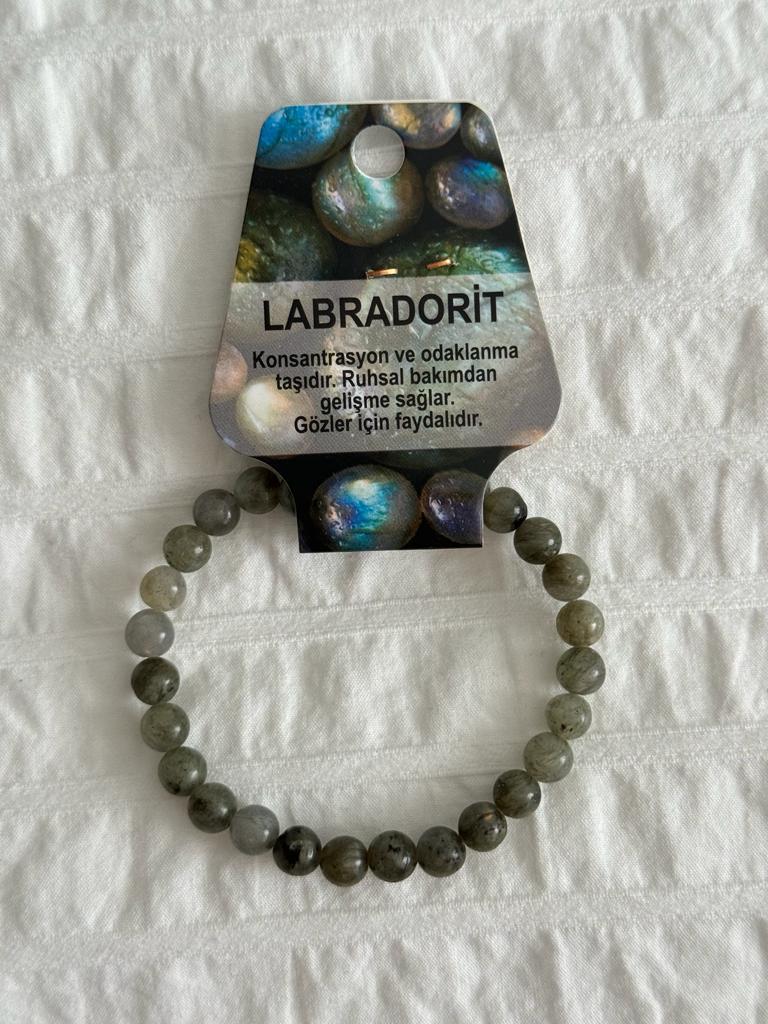 LABRADORİT
Konsantrasyon ve odaklanma
taşıdır. Ruhsal bakımdan
gelişme sağlar.
Gözler için faydalıdır.